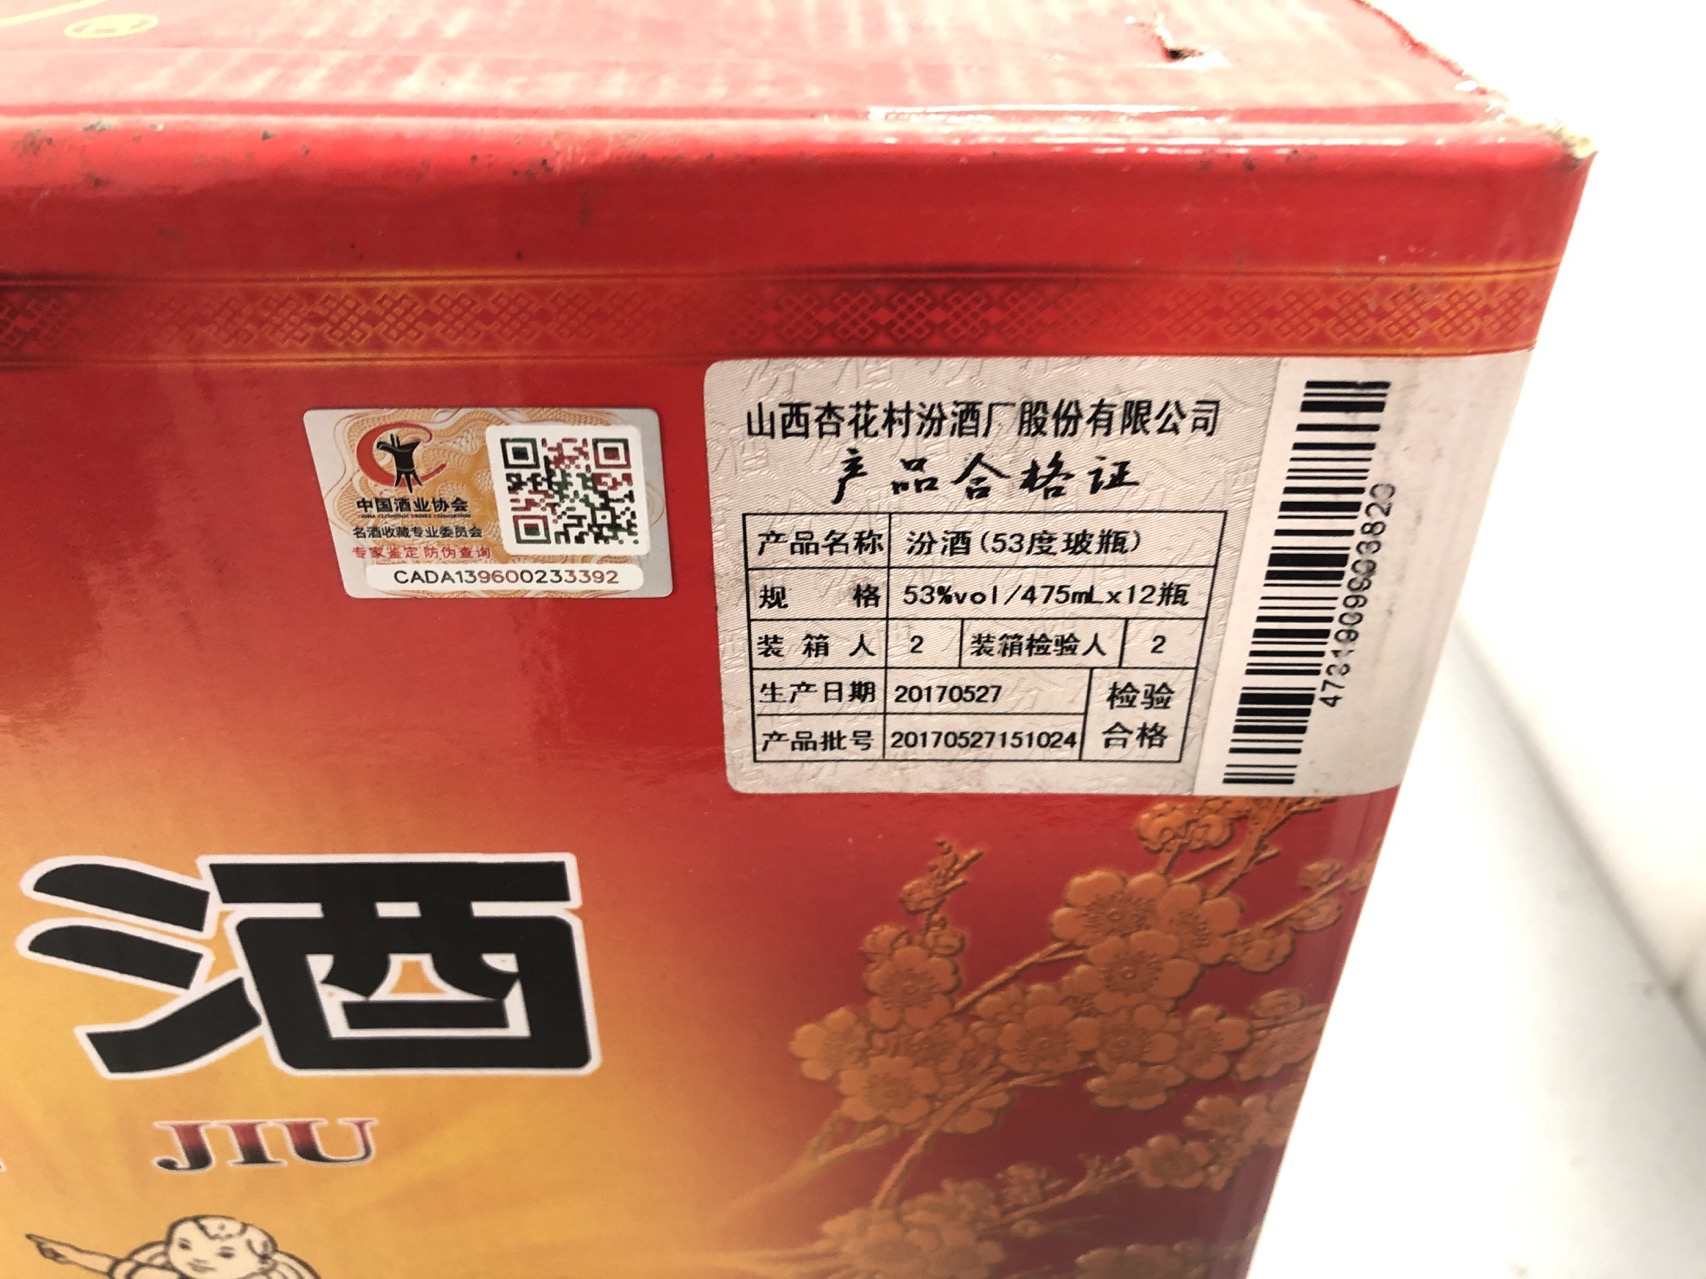 中国酒业协会
名酒收藏专业委员会
专家鉴定 防伪查询
CADA139600233392
山西杏花村汾酒厂股份有限公司
产品合格证
产品名称 汾酒(53度玻瓶)
规 格 53%vol/475mLx12瓶
装箱人 2 装箱检验人 2
生产日期 20170527
产品批号 20170527151024
检验
合格
酒
JIU